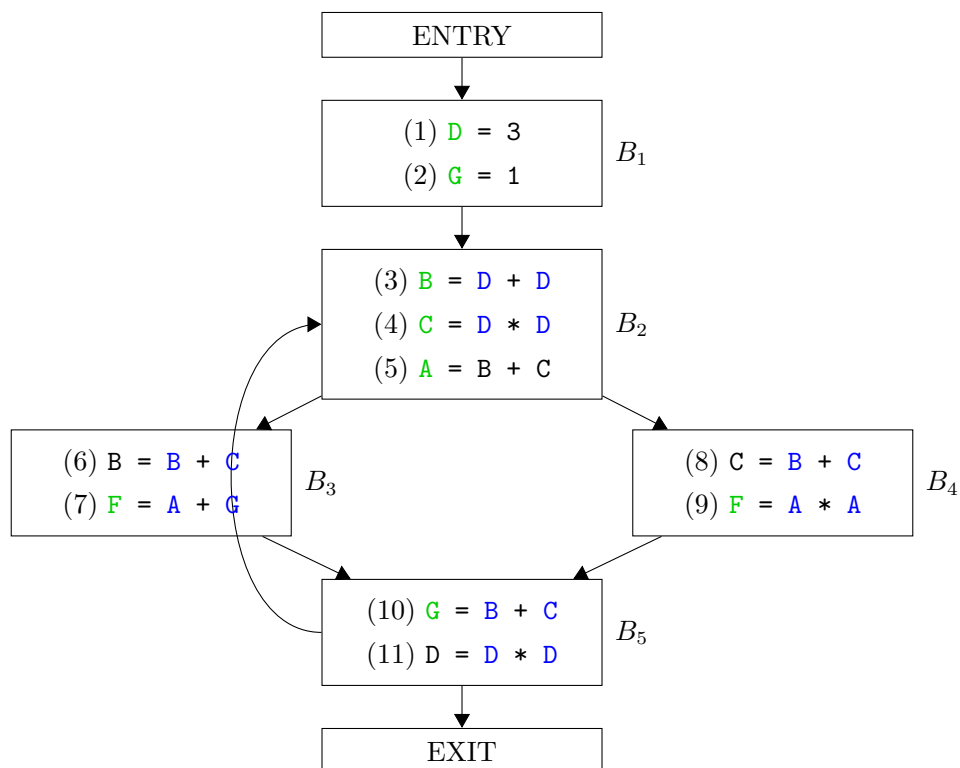 ENTRY
(1) D = 3
(2) G = 1
B₁
(3) B = D + D
(4) C = D * D
(5) A = B + C
B₂
(6) B = B + C
(7) F = A + G
B₃
(8) C = B + C
(9) F = A * A
B₄
(10) G = B + C
(11) D = D * D
B₅
EXIT